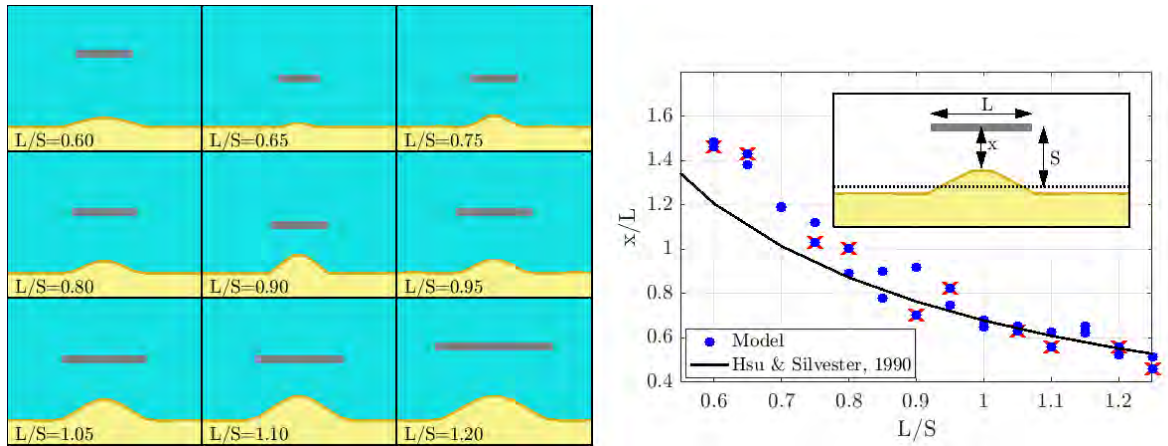 L/S=0.60
L/S=0.65
L/S=0.75
L/S=0.80
L/S=0.90
L/S=0.95
L/S=1.05
L/S=1.10
L/S=1.20
x/L
1.6
1.4
1.2
1
0.8
0.6
0.4
L
x
S
Model
Hsu & Silvester, 1990
0.6 0.7 0.8 0.9 1 1.1 1.2
L/S